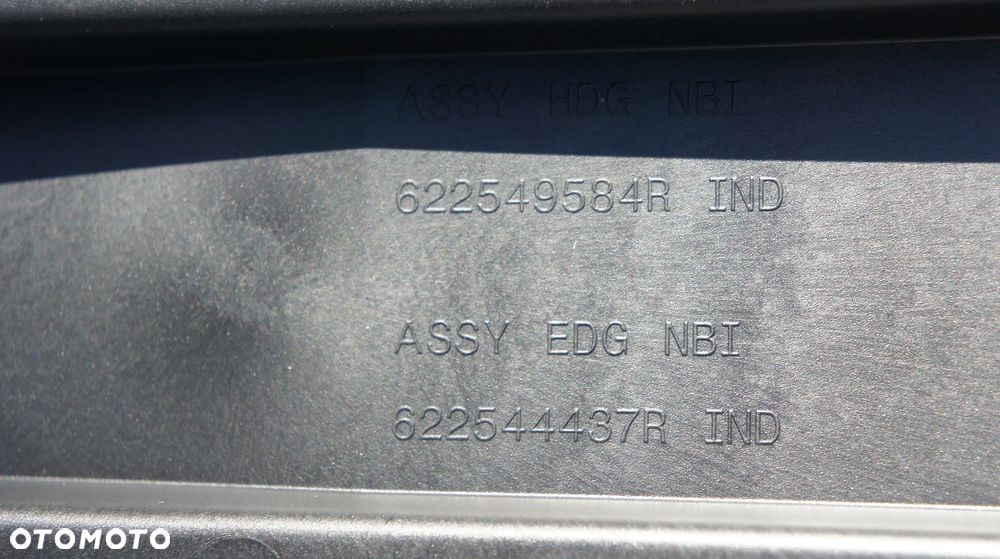 ASSY HDG NBI
622549584R IND
ASSY EDG NBI
622544437R IND
OTOMOTO